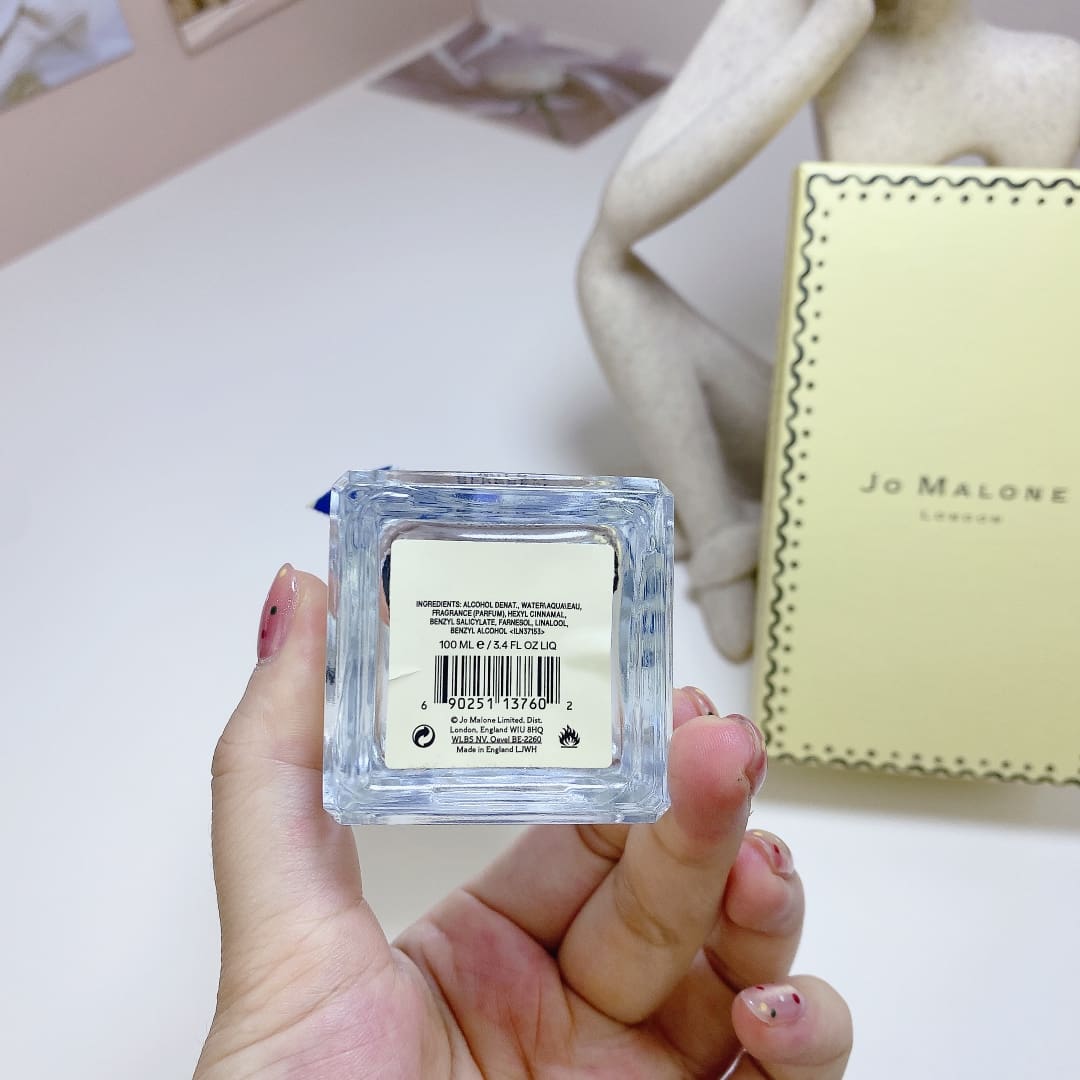 Jo Malone
London
INGREDIENTS: ALCOHOL DENAT., WATER\AQUA\EAU,
FRAGRANCE (PARFUM), HEXYL CINNAMAL,
BENZYL SALICYLATE, FARNESOL, LINALOOL,
BENZYL ALCOHOL <ILN37153>
100 ML e / 3.4 FL OZ LIQ
6 90251 13760 2
© Jo Malone Limited, Dist.
London, England W1U 8HQ
WLBS NV, Oevel BE-2260
Made in England LJWH